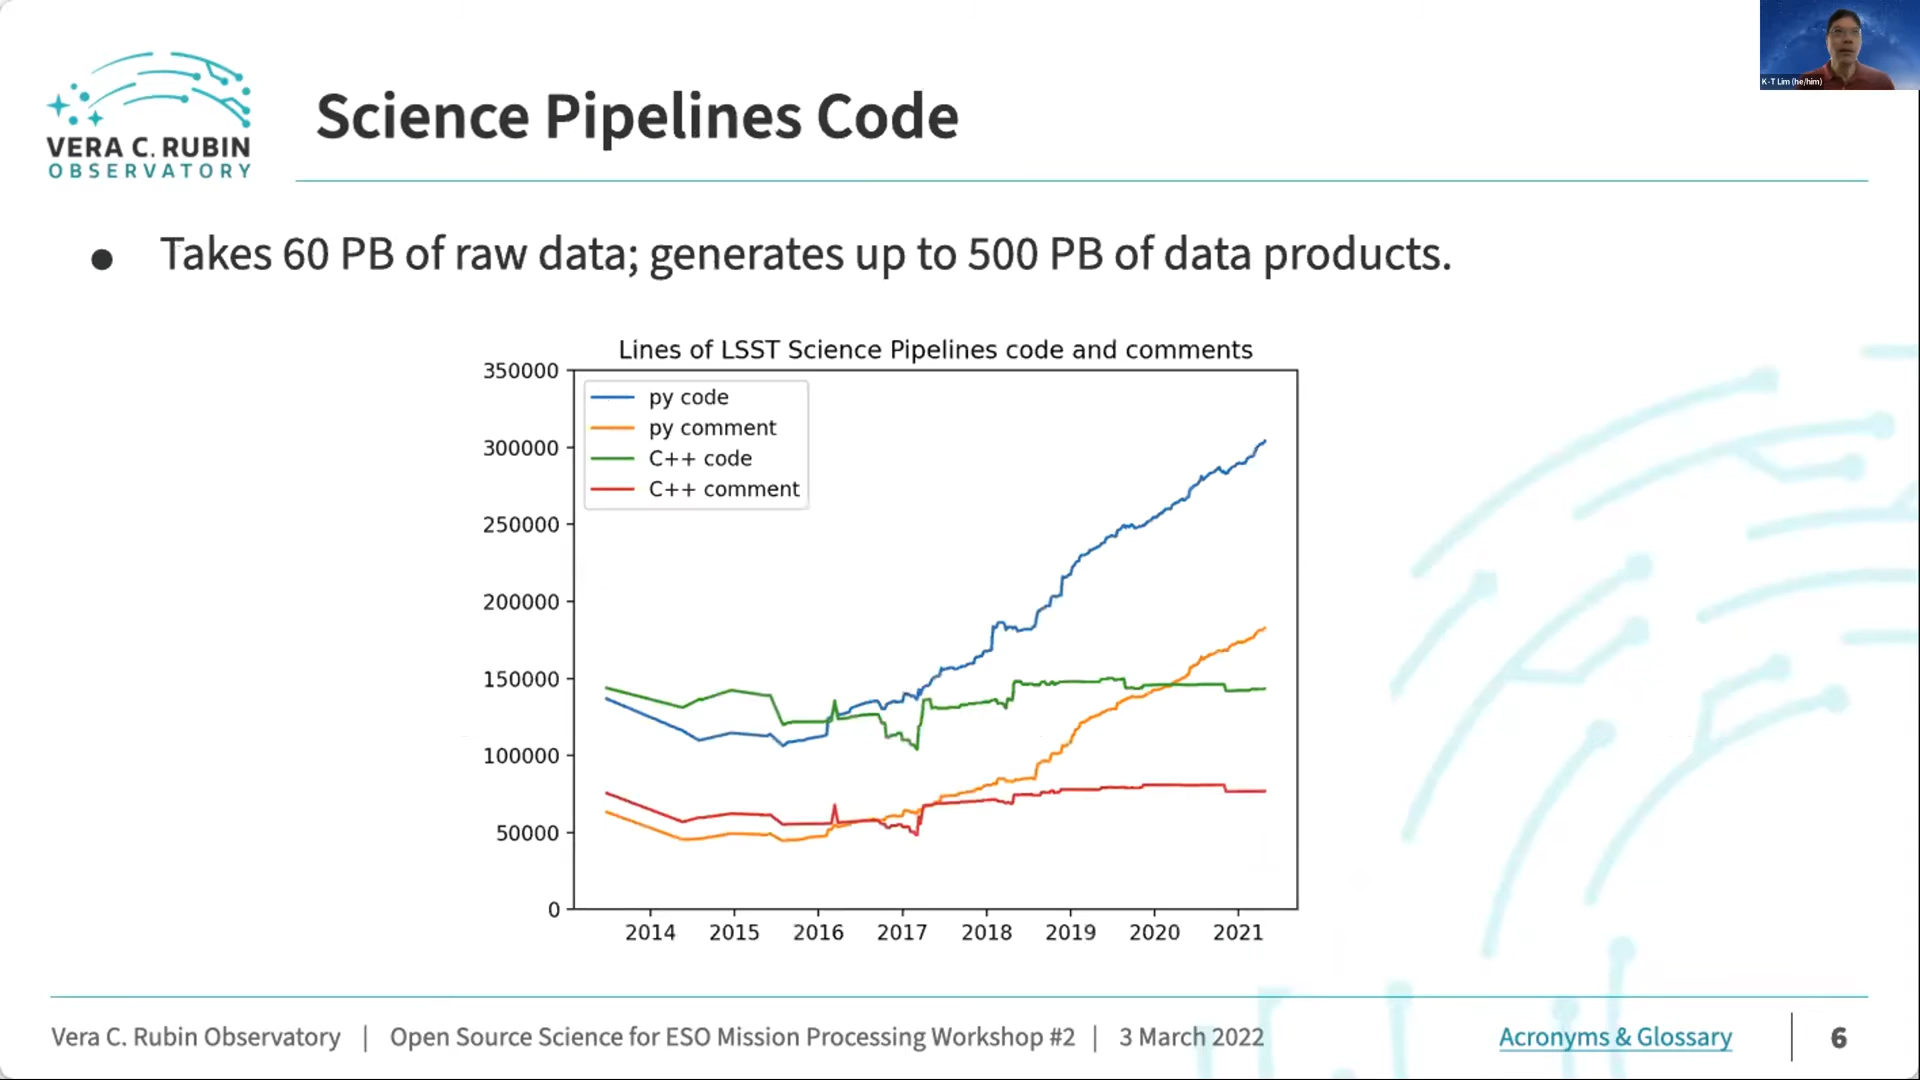 K-T Lim (he/him)
VERA C. RUBIN
OBSERVATORY
Science Pipelines Code
● Takes 60 PB of raw data; generates up to 500 PB of data products.
Lines of LSST Science Pipelines code and comments
350000
300000
250000
200000
150000
100000
50000
0
py code
py comment
C++ code
C++ comment
2014 2015 2016 2017 2018 2019 2020 2021
Vera C. Rubin Observatory | Open Source Science for ESO Mission Processing Workshop #2 | 3 March 2022
Acronyms & Glossary | 6